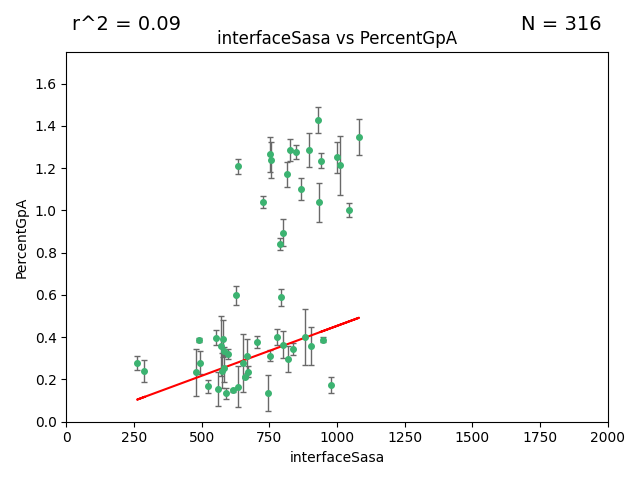 r^2 = 0.09
N = 316
interfaceSasa vs PercentGpA
PercentGpA
1.6
1.4
1.2
1.0
0.8
0.6
0.4
0.2
0.0
0 250 500 750 1000 1250 1500 1750 2000
interfaceSasa